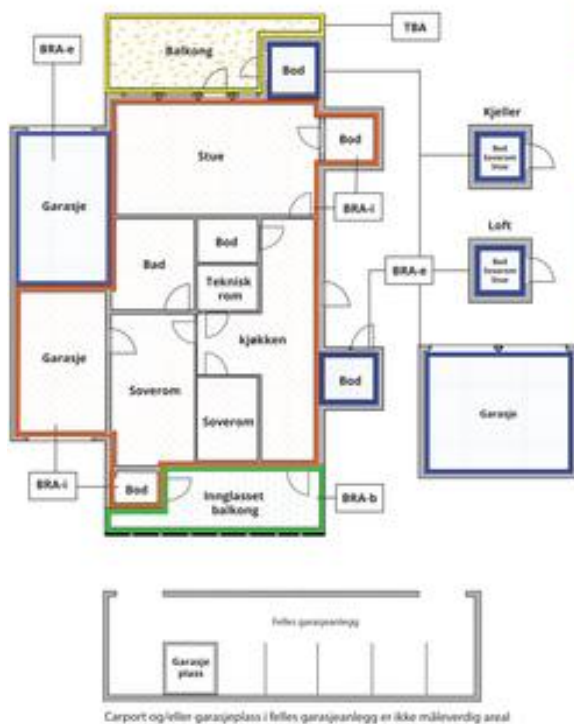 TBA
BRA-e
Balkong
Bod
Kjeller
Bod
Soverom
Stue
Stue
Bod
Garasje
BRA-i
Loft
Bod
Bad
Teknisk
rom
BRA-e
Bod
Soverom
Stue
kjøkken
Garasje
Soverom
Soverom
Bod
Garasje
BRA-i
Bod
Innglasset
balkong
BRA-b
Felles garasjeanlegg
Garasje
plass
Carport og/eller garasjeplass i felles garasjeanlegg er ikke måleverdig areal